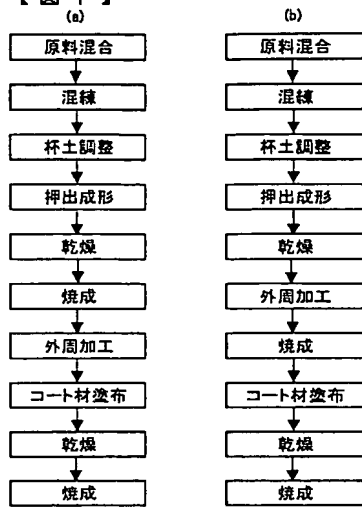 (a)
原料混合
混練
杯土調整
押出成形
乾燥
焼成
外周加工
コート材塗布
乾燥
焼成
(b)
原料混合
混練
杯土調整
押出成形
乾燥
外周加工
焼成
コート材塗布
乾燥
焼成